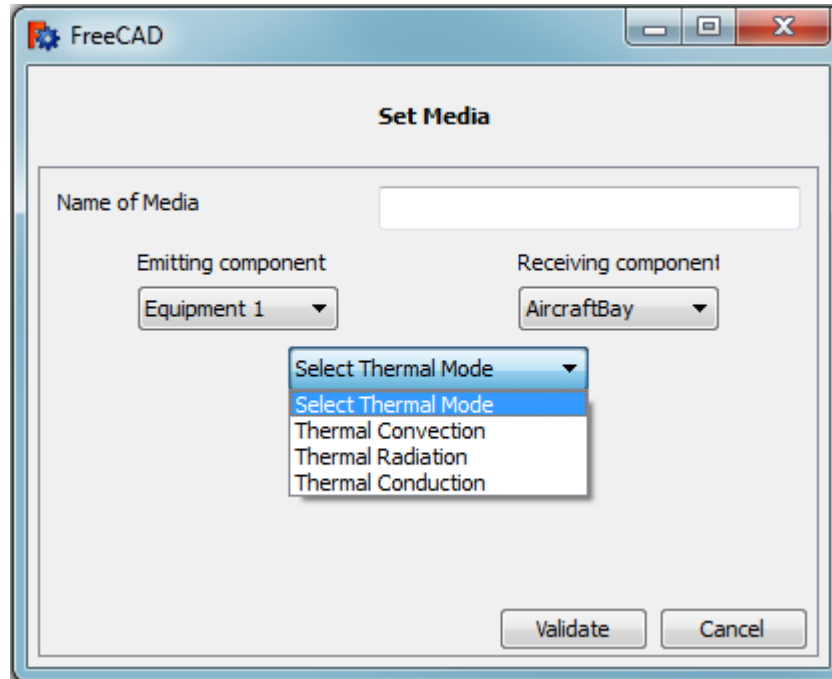 FreeCAD
Set Media
Name of Media
Emitting component Receiving component
Equipment 1 AircraftBay
Select Thermal Mode
Select Thermal Mode
Thermal Convection
Thermal Radiation
Thermal Conduction
Validate Cancel